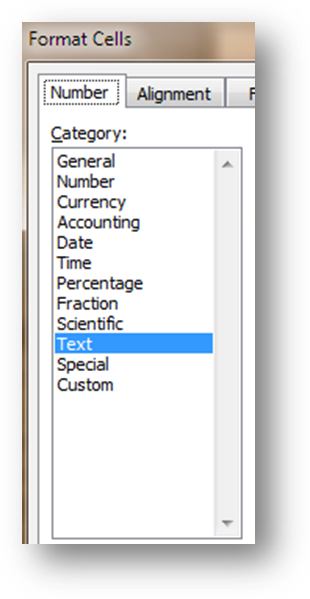 Format Cells
Number Alignment F
Category:
General
Number
Currency
Accounting
Date
Time
Percentage
Fraction
Scientific
Text
Special
Custom